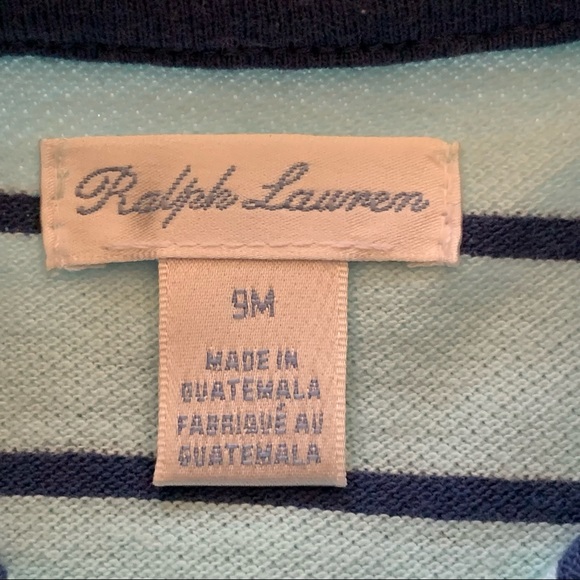 Ralph Lauren
9M
MADE IN
GUATEMALA
FABRIQUÉ AU
GUATEMALA